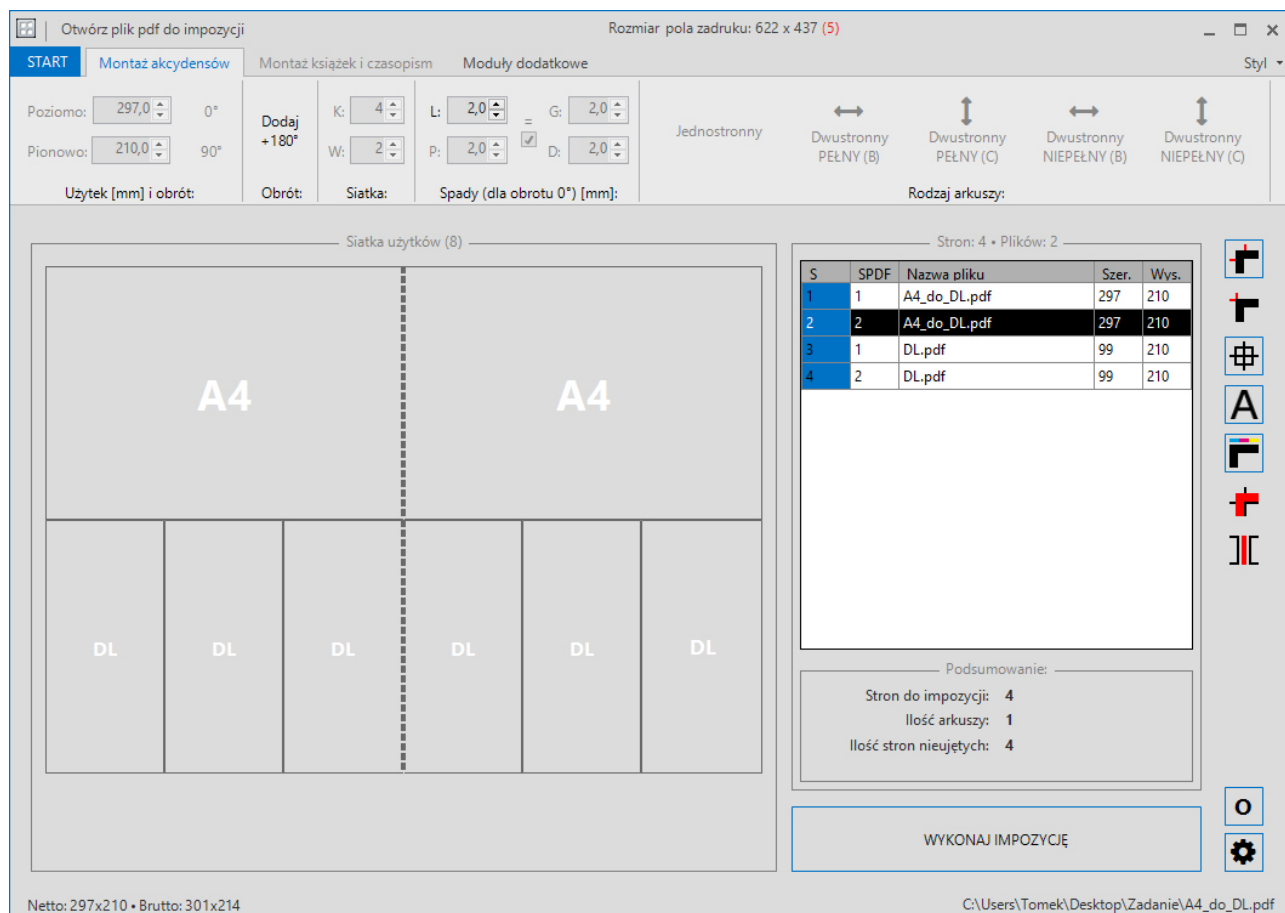 Otwórz plik pdf do impozycji
Rozmiar pola zadruku: 622 x 437 (5)
START Montaż akcydensów Montaż książek i czasopism Moduły dodatkowe Styl
Poziomo: 297,0 0°
Pionowo: 210,0 90°
Użytek [mm] i obrót:
Dodaj
+180°
Obrót:
K: 4
W: 2
Siatka:
L: 2,0 = G: 2,0
P: 2,0 D: 2,0
Spady (dla obrotu 0°) [mm]:
Jednostronny
Dwustronny
PEŁNY (B)
Dwustronny
PEŁNY (C)
Dwustronny
NIEPEŁNY (B)
Dwustronny
NIEPEŁNY (C)
Rodzaj arkuszy:
Siatka użytków (8)
A4 A4
DL DL DL DL DL DL
Stron: 4 • Plików: 2
S SPDF Nazwa pliku Szer. Wys.
1 1 A4_do_DL.pdf 297 210
2 2 A4_do_DL.pdf 297 210
3 1 DL.pdf 99 210
4 2 DL.pdf 99 210
Podsumowanie:
Stron do impozycji: 4
Ilość arkuszy: 1
Ilość stron nieujętych: 4
A
O
WYKONAJ IMPOZYCJĘ
Netto: 297x210 • Brutto: 301x214
C:\Users\Tomek\Desktop\Zadanie\A4_do_DL.pdf